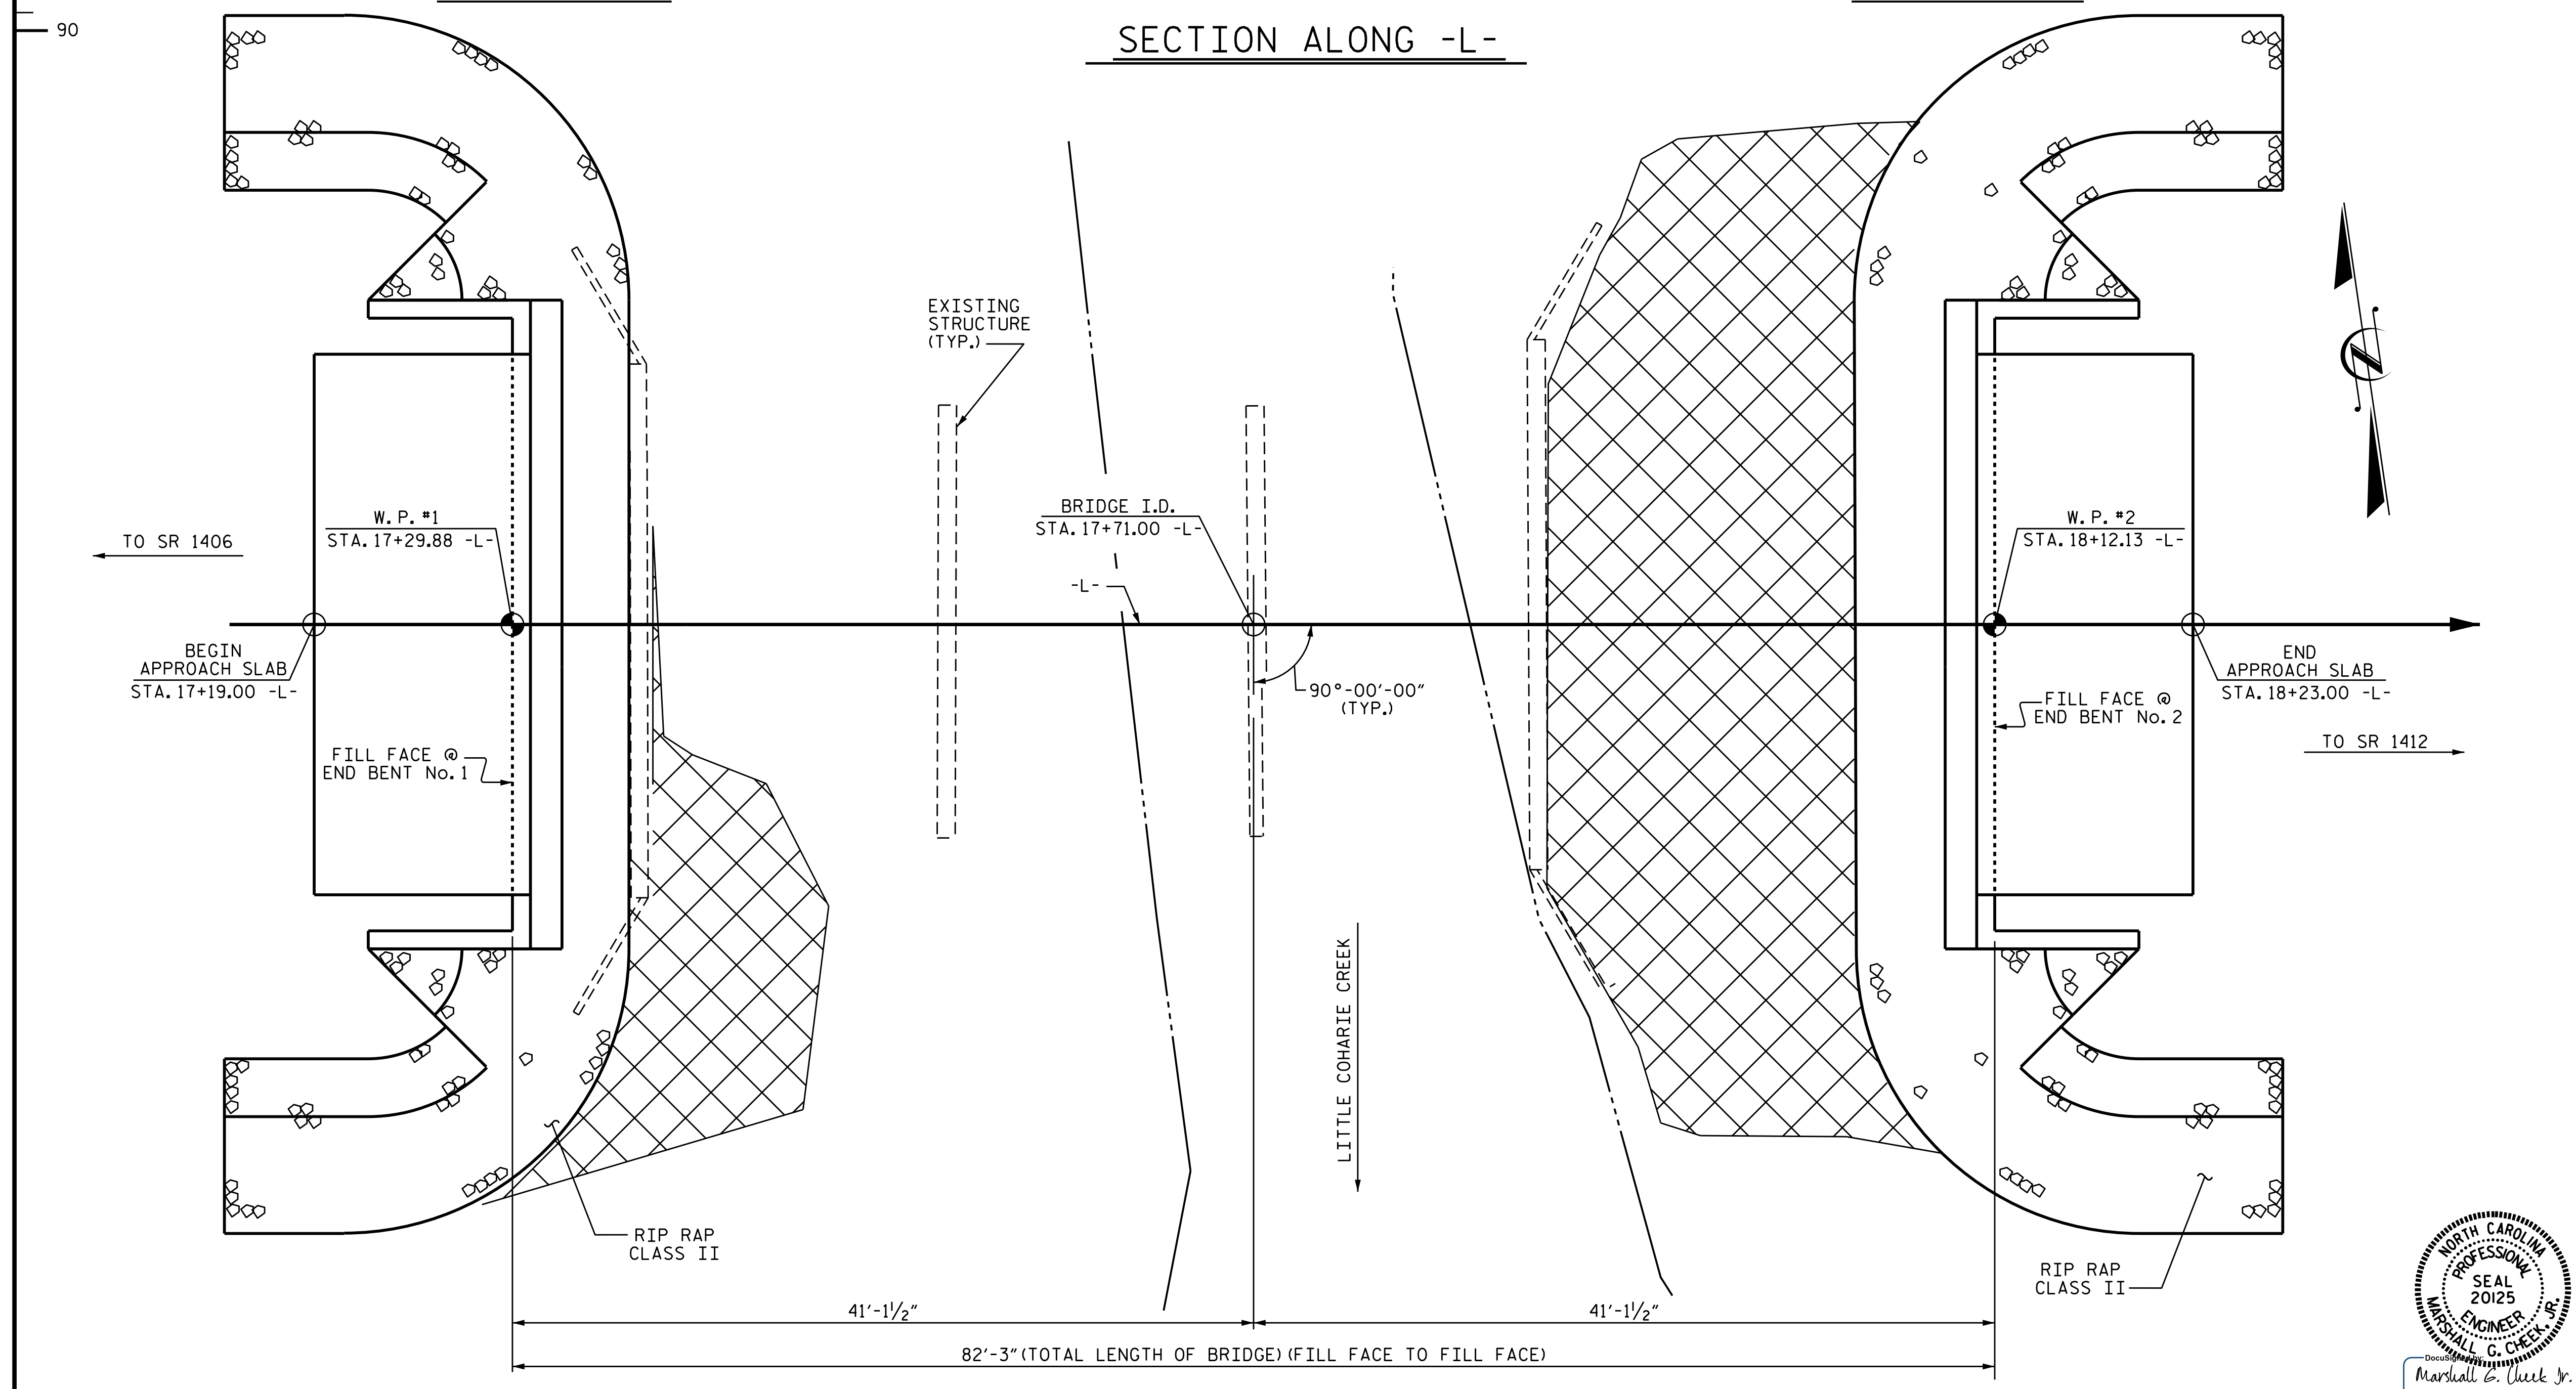 90
SECTION ALONG -L-
EXISTING
STRUCTURE
(TYP.)
W.P. #1
STA. 17+29.88 -L-
TO SR 1406
BRIDGE I.D.
STA. 17+71.00 -L-
-L-
W.P. #2
STA. 18+12.13 -L-
BEGIN
APPROACH SLAB
STA. 17+19.00 -L-
END
APPROACH SLAB
STA. 18+23.00 -L-
90°-00'-00"
(TYP.)
FILL FACE @
END BENT No. 1
FILL FACE @
END BENT No. 2
TO SR 1412
LITTLE COHARIE CREEK
RIP RAP
CLASS II
RIP RAP
CLASS II
41'-1½"
41'-1½"
82'-3" (TOTAL LENGTH OF BRIDGE) (FILL FACE TO FILL FACE)
NORTH CAROLINA
PROFESSIONAL
SEAL
20125
ENGINEER
MARSHALL G. CHEEK, JR.
DocuSigned by:
Marshall G. Cheek Jr.